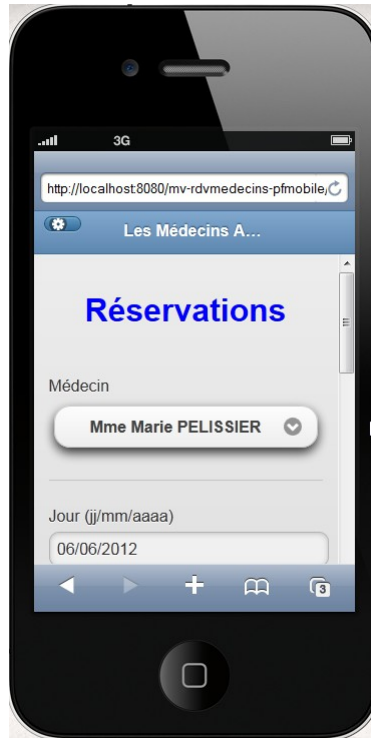 3G
http://localhost:8080/mv-rdvmedecins-pfmobile/
Les Médecins A...
Réservations
Médecin
Mme Marie PELISSIER
Jour (jj/mm/aaaa)
06/06/2012
3